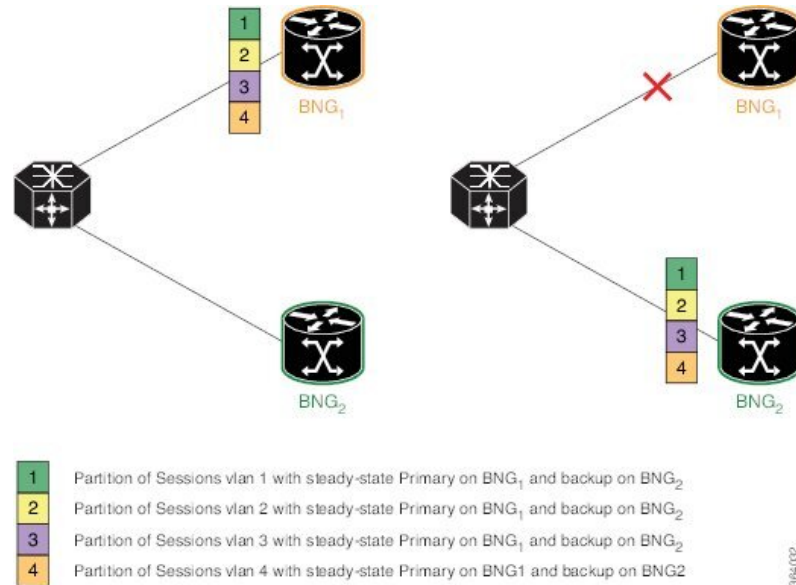 1
2
3
4
BNG1
BNG2
BNG1
1
2
3
4
BNG2
1 Partition of Sessions vlan 1 with steady-state Primary on BNG1 and backup on BNG2
2 Partition of Sessions vlan 2 with steady-state Primary on BNG1 and backup on BNG2
3 Partition of Sessions vlan 3 with steady-state Primary on BNG1 and backup on BNG2
4 Partition of Sessions vlan 4 with steady-state Primary on BNG1 and backup on BNG2